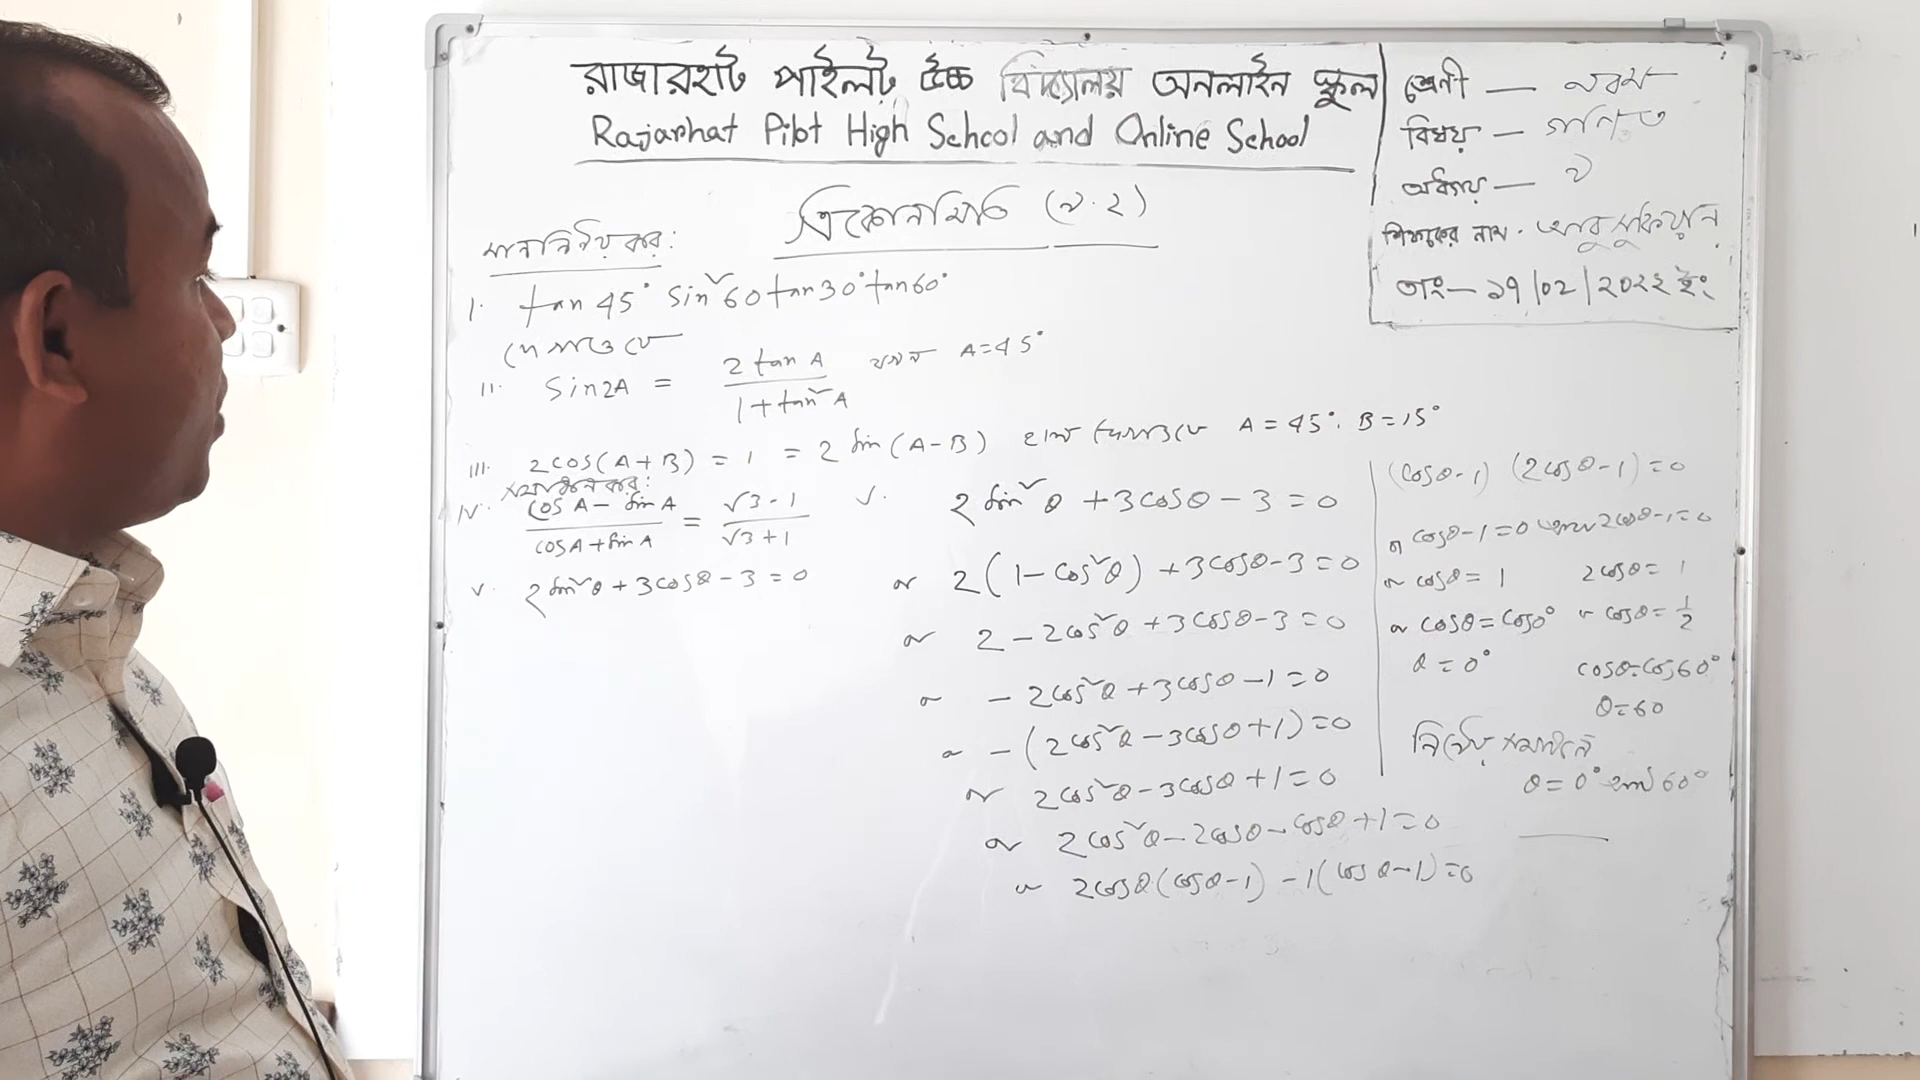 রাজারহাট পাইলট উচ্চ বিদ্যালয় অনলাইন স্কুল
Rajarhat Pilot High School and Online School
শ্রেণী — নবম
বিষয় — গণিত
অধ্যায় — ৯
শিক্ষকের নাম - আবু সুফিয়ান
তাং — ১৭/০২/২০২২ ইং
ত্রিকোনমিতি (৯.২)
মান নির্ণয় কর:
I. tan 45° sin²60 tan30° tan60°
দেখাও যে
II. Sin2A = 2 tan A / 1 + tan²A যখন A=45°
III. 2cos(A+B) = 1 = 2 Sin(A-B) হলে দেখাও যে A = 45°. B = 15°
সমাধান কর:
IV. cos A - Sin A / cos A + Sin A = √3 - 1 / √3 + 1
V. 2 Sin²θ + 3cosθ - 3 = 0
V. 2 Sin²θ + 3cosθ - 3 = 0
বা 2(1 - cos²θ) + 3cosθ - 3 = 0
বা 2 - 2cos²θ + 3cosθ - 3 = 0
বা - 2cos²θ + 3cosθ - 1 = 0
বা - (2cos²θ - 3cosθ + 1) = 0
বা 2cos²θ - 3cosθ + 1 = 0
বা 2cos²θ - 2cosθ - cosθ + 1 = 0
বা 2cosθ(cosθ - 1) - 1(cosθ - 1) = 0
(cosθ - 1) (2cosθ - 1) = 0
বা cosθ - 1 = 0 অথবা 2cosθ - 1 = 0
বা cosθ = 1 2cosθ = 1
বা cosθ = cos0° বা cosθ = 1/2
θ = 0° cosθ = cos60°
θ = 60
নির্ণেয় সমাধান
θ = 0° অথবা 60°